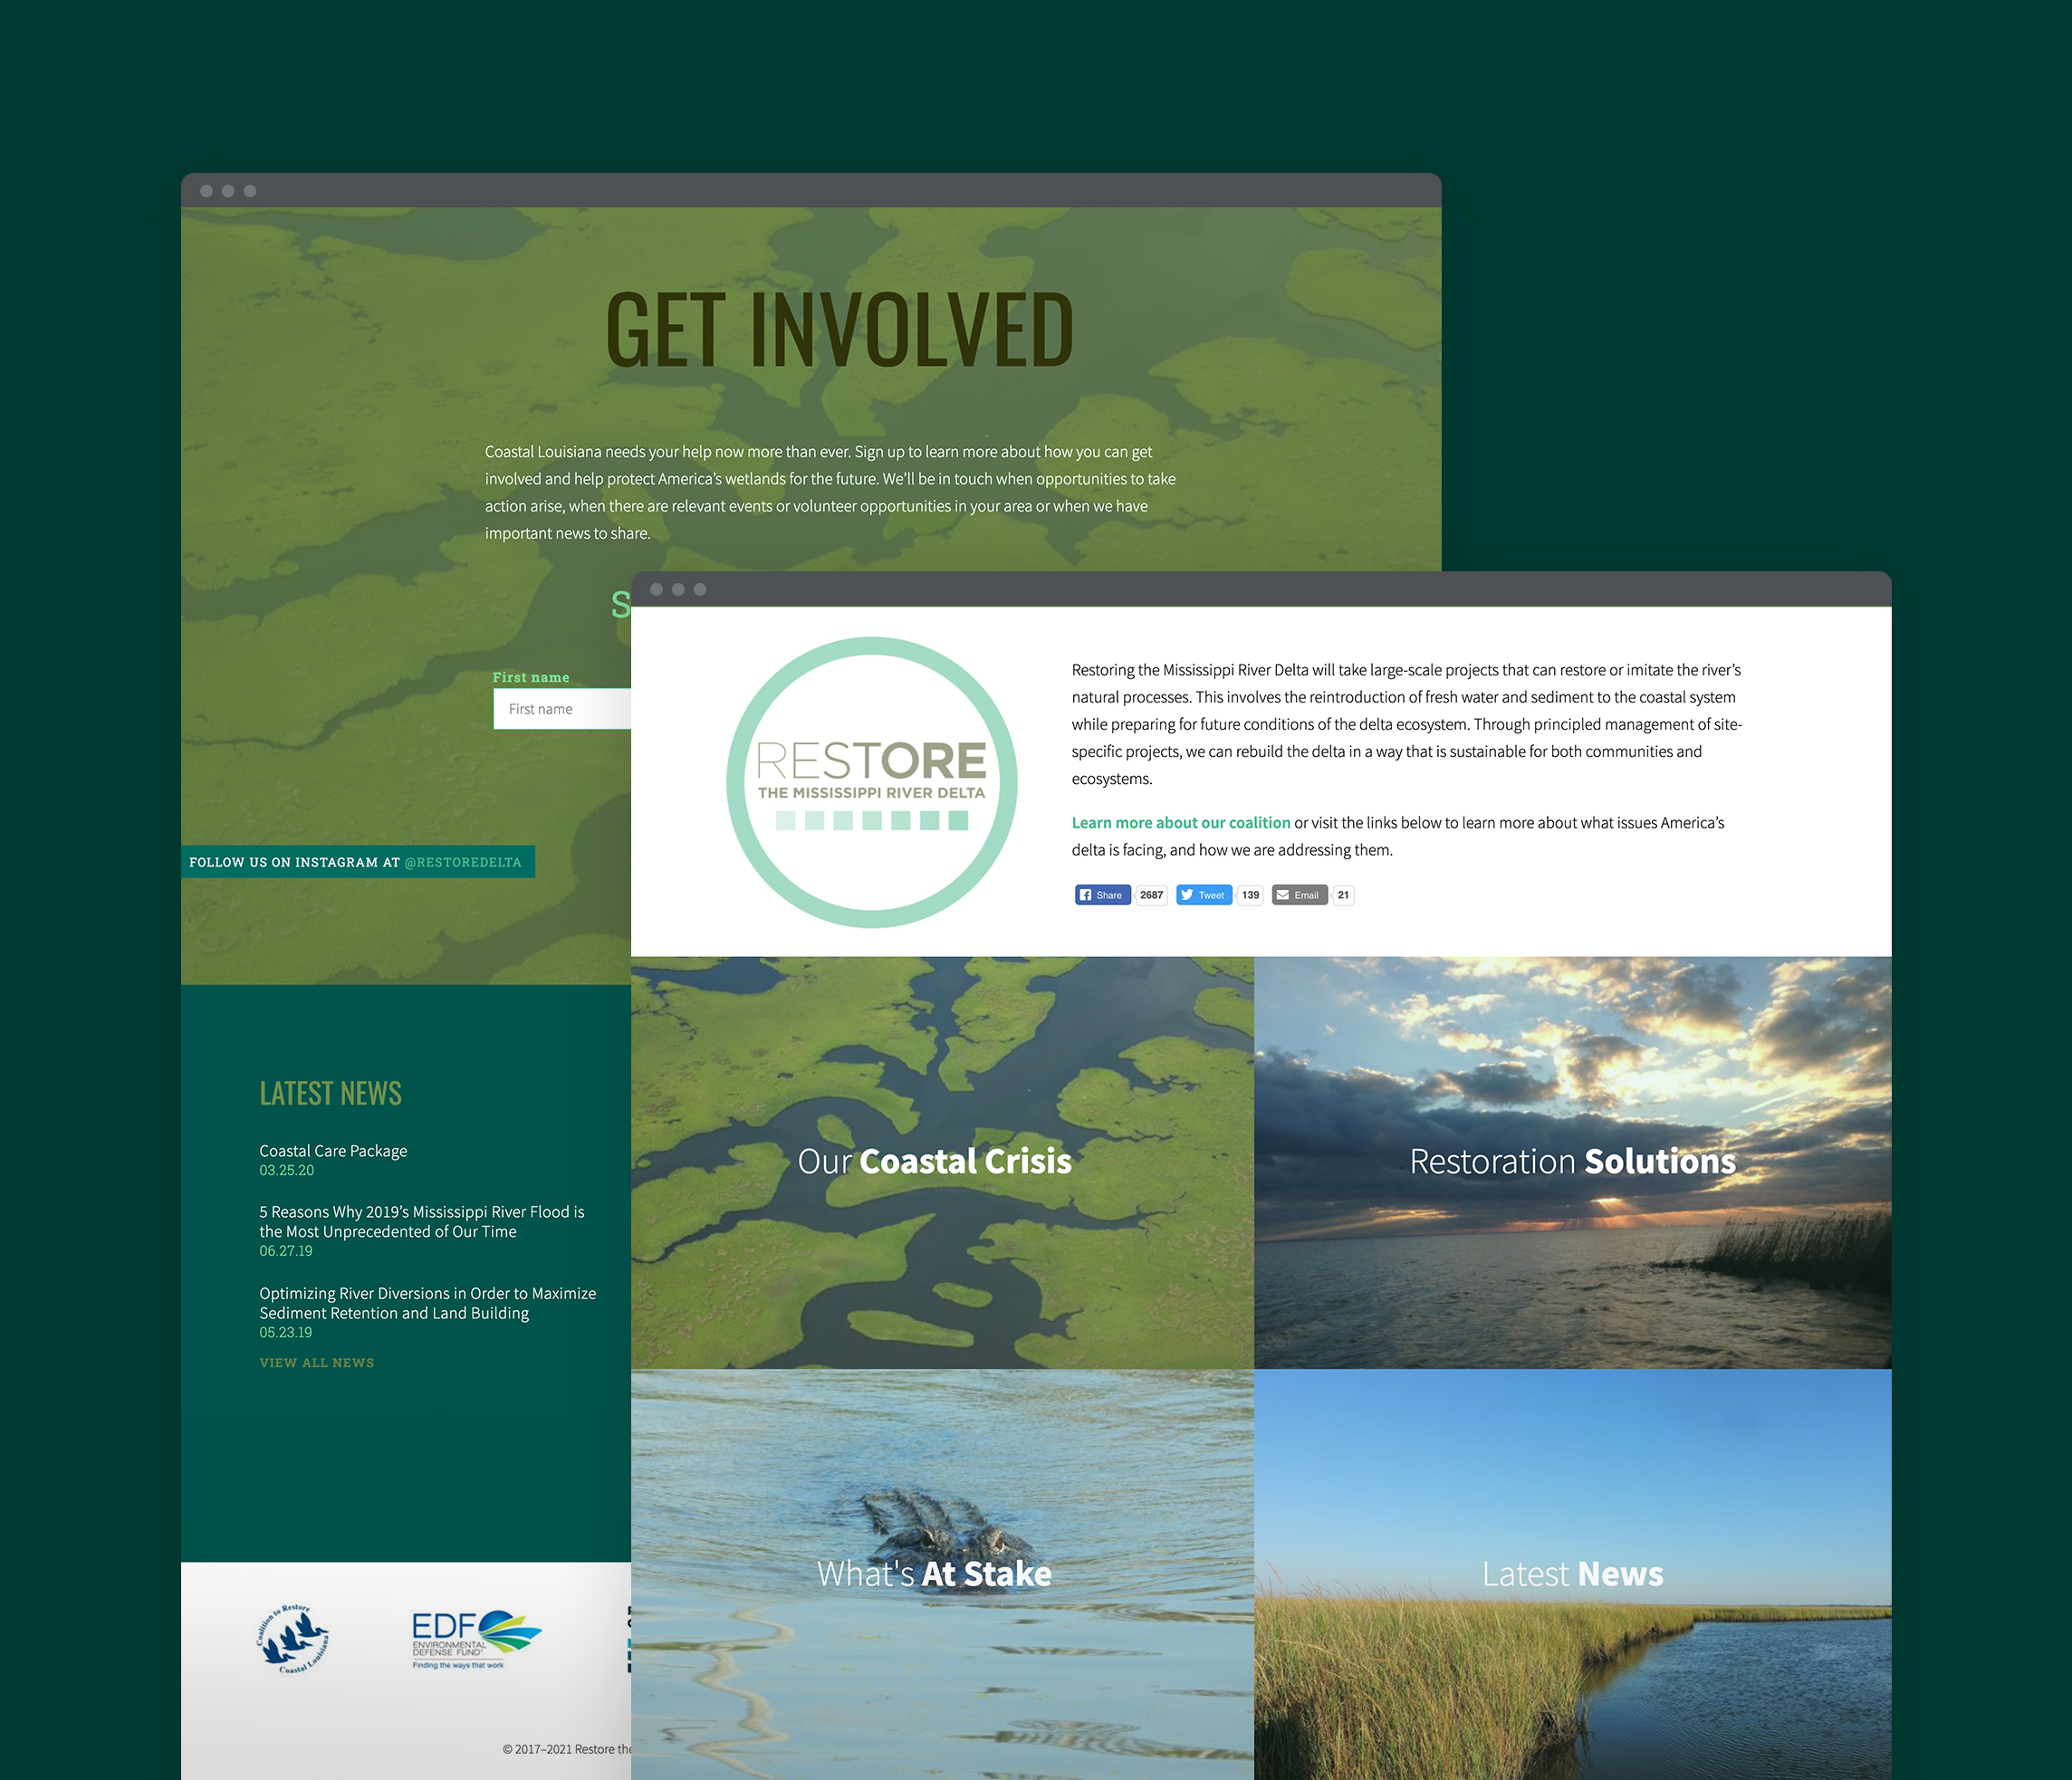 GET INVOLVED
Coastal Louisiana needs your help now more than ever. Sign up to learn more about how you can get
involved and help protect America’s wetlands for the future. We’ll be in touch when opportunities to take
action arise, when there are relevant events or volunteer opportunities in your area or when we have
important news to share.
S
First name
First name
FOLLOW US ON INSTAGRAM AT @RESTOREDELTA
LATEST NEWS
Coastal Care Package
03.25.20
5 Reasons Why 2019’s Mississippi River Flood is
the Most Unprecedented of Our Time
06.27.19
Optimizing River Diversions in Order to Maximize
Sediment Retention and Land Building
05.23.19
VIEW ALL NEWS
Coalition to Restore
Coastal Louisiana
EDF
ENVIRONMENTAL
DEFENSE FUND®
Finding the ways that work
© 2017–2021 Restore the
RESTORE
THE MISSISSIPPI RIVER DELTA
Restoring the Mississippi River Delta will take large-scale projects that can restore or imitate the river’s
natural processes. This involves the reintroduction of fresh water and sediment to the coastal system
while preparing for future conditions of the delta ecosystem. Through principled management of site-
specific projects, we can rebuild the delta in a way that is sustainable for both communities and
ecosystems.
Learn more about our coalition or visit the links below to learn more about what issues America’s
delta is facing, and how we are addressing them.
Share 2687 Tweet 139 Email 21
Our Coastal Crisis
Restoration Solutions
What's At Stake
Latest News